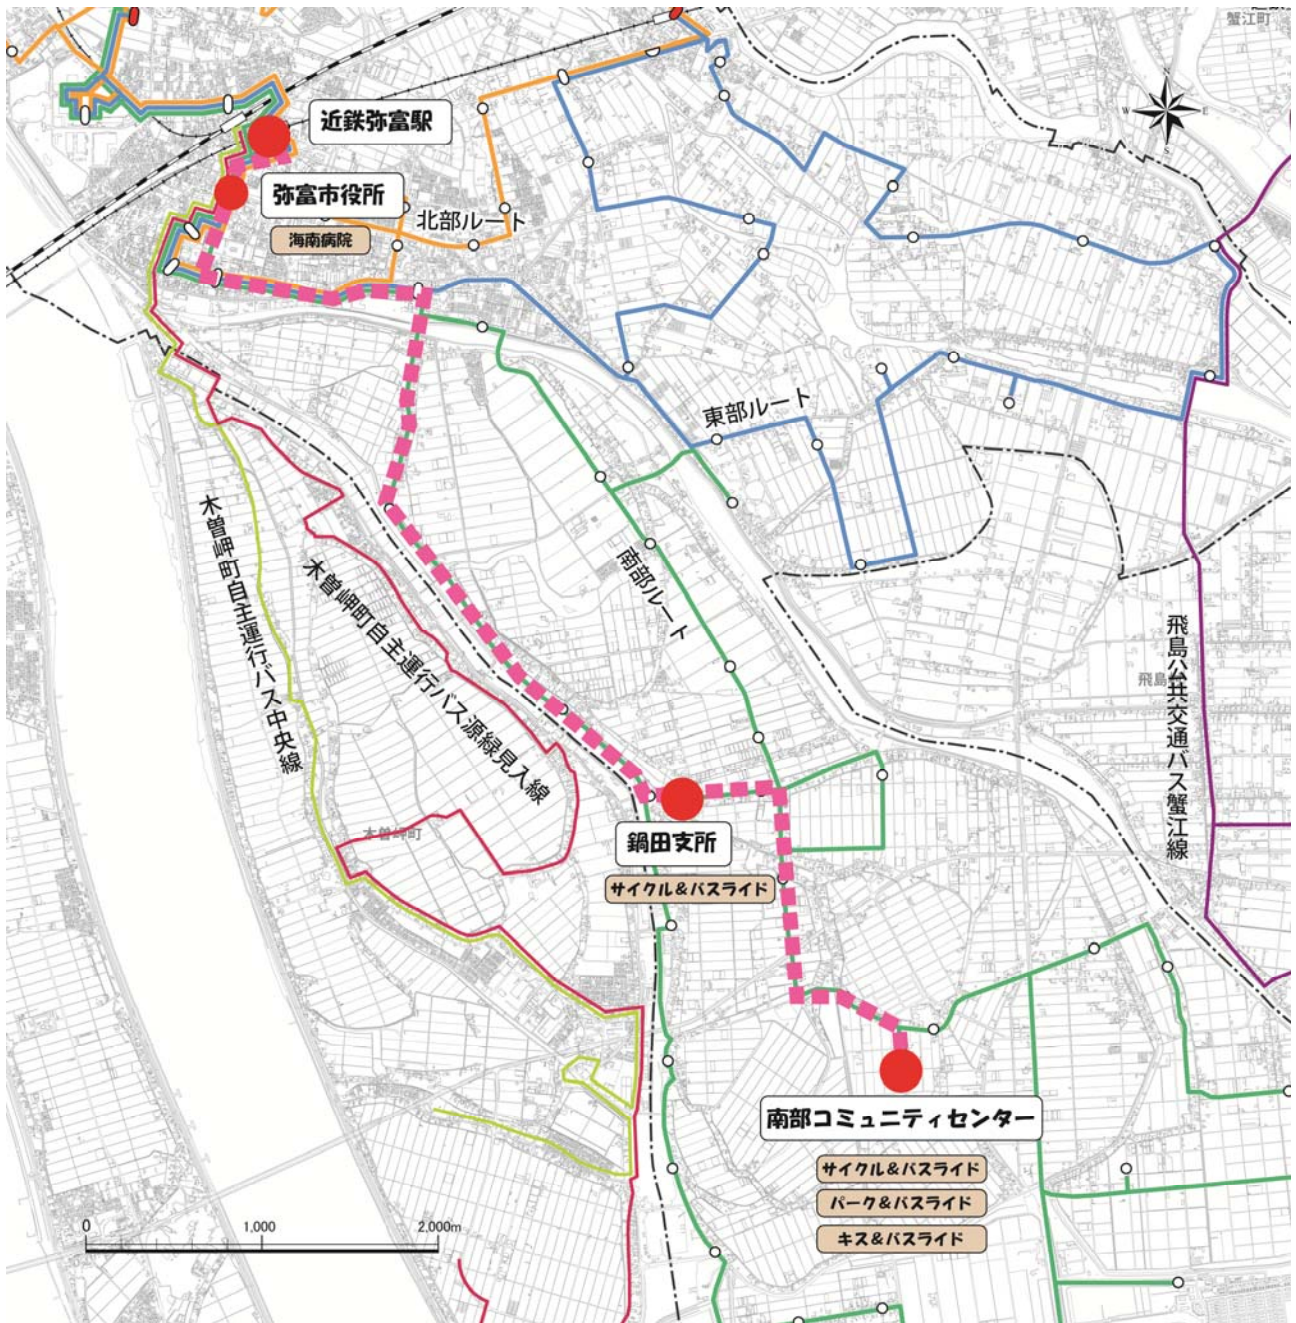 蟹江町
N
W
E
S
近鉄弥富駅
弥富市役所
海南病院
北部ルート
東部ルート
南部ルート
木曽岬町自主運行バス中央線
木曽岬町自主運行バス源緑見入線
飛島公共交通バス蟹江線
木曽岬町
鍋田支所
サイクル&バスライド
南部コミュニティセンター
サイクル&バスライド
パーク&バスライド
キス&バスライド
0 1,000 2,000m